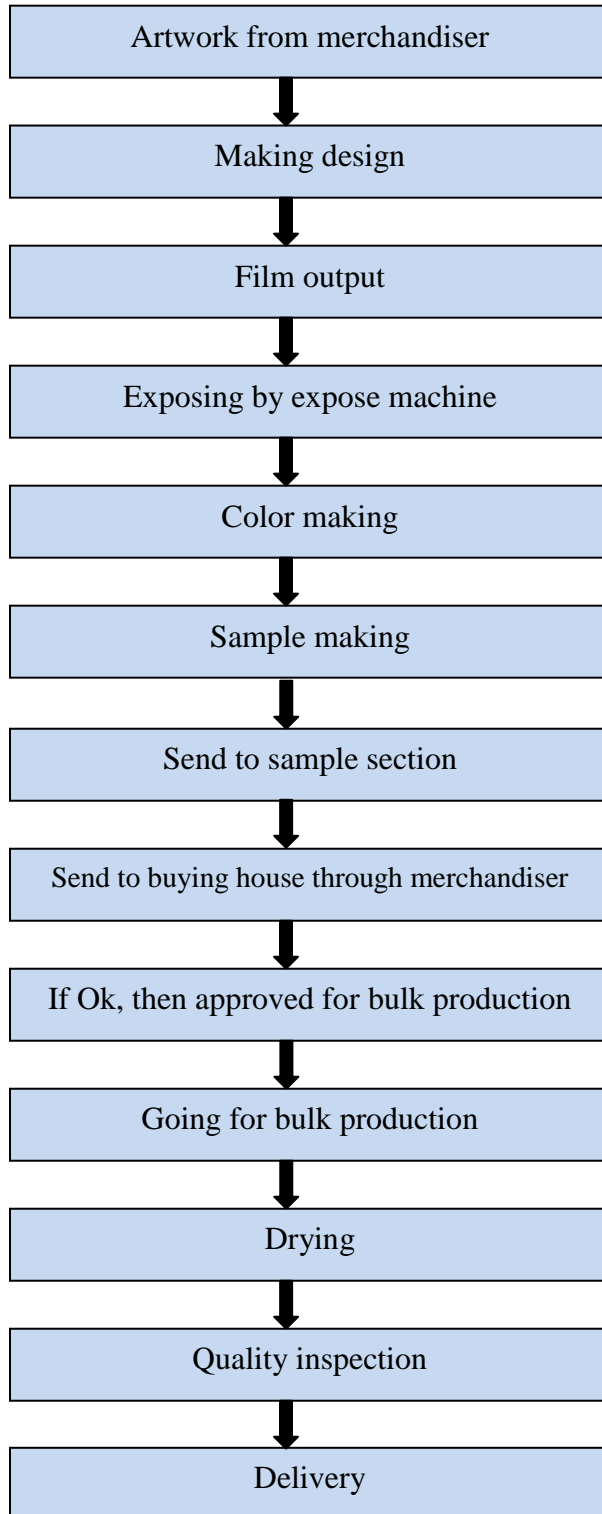 Artwork from merchandiser
Making design
Film output
Exposing by expose machine
Color making
Sample making
Send to sample section
Send to buying house through merchandiser
If Ok, then approved for bulk production
Going for bulk production
Drying
Quality inspection
Delivery